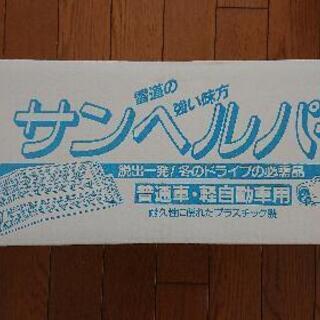 雪道の
強い味方
サンヘルパー
脱出一発!冬のドライブの必需品
普通車・軽自動車用
耐久性に優れたプラスチック製